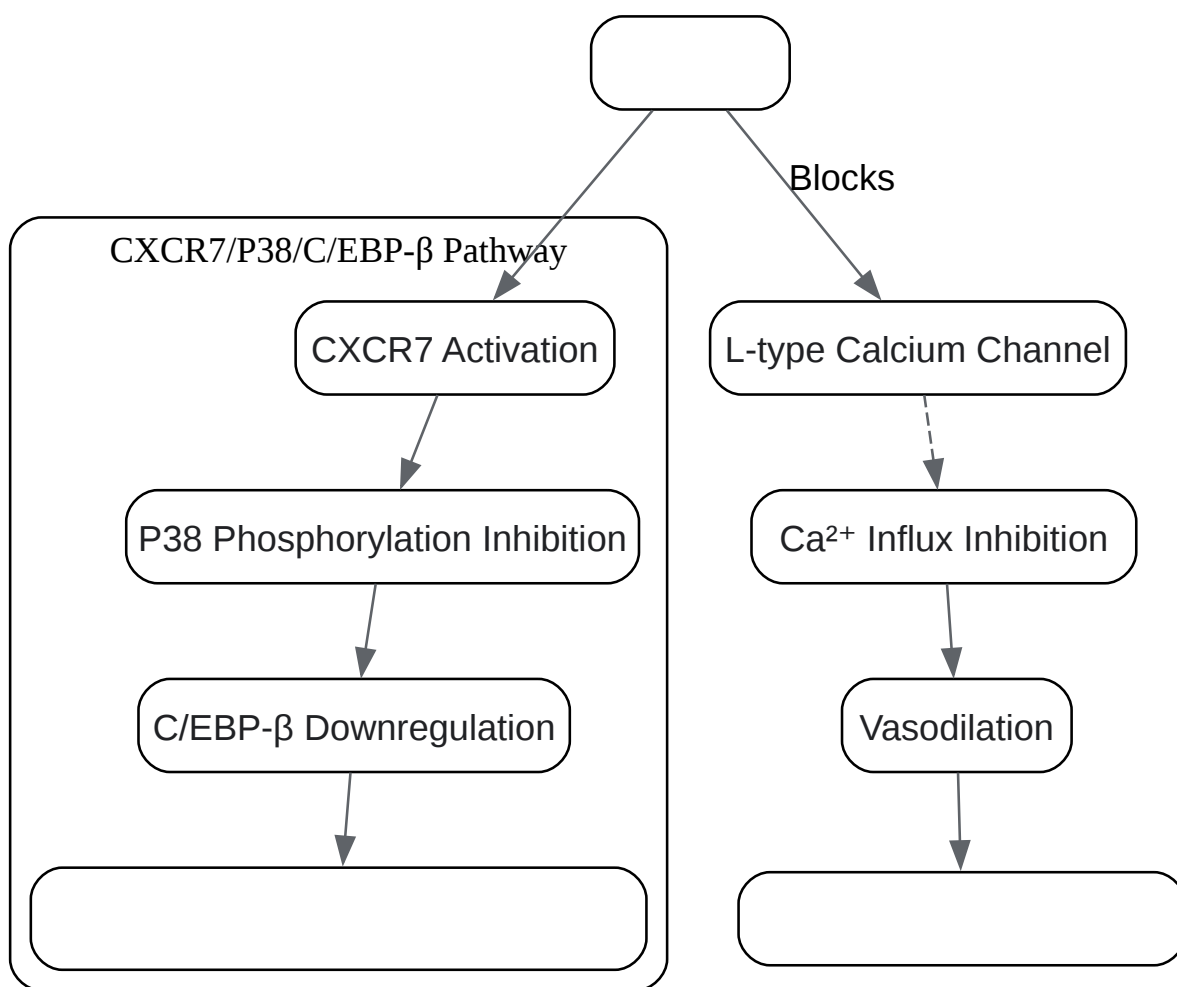 Blocks
CXCR7/P38/C/EBP-β Pathway
CXCR7 Activation
L-type Calcium Channel
P38 Phosphorylation Inhibition
Ca²⁺ Influx Inhibition
C/EBP-β Downregulation
Vasodilation